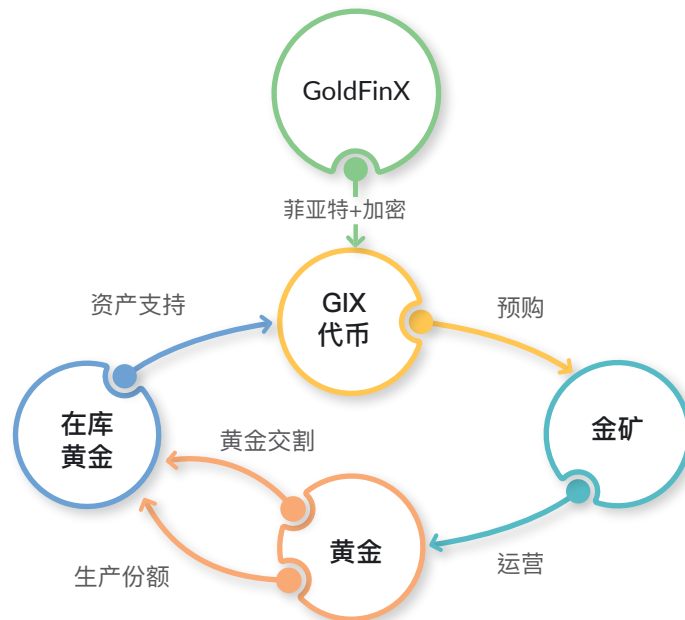 GoldFinX
菲亚特+加密
资产支持
GIX
代币
预购
在库
黄金
黄金交割
金矿
黄金
生产份额
运营